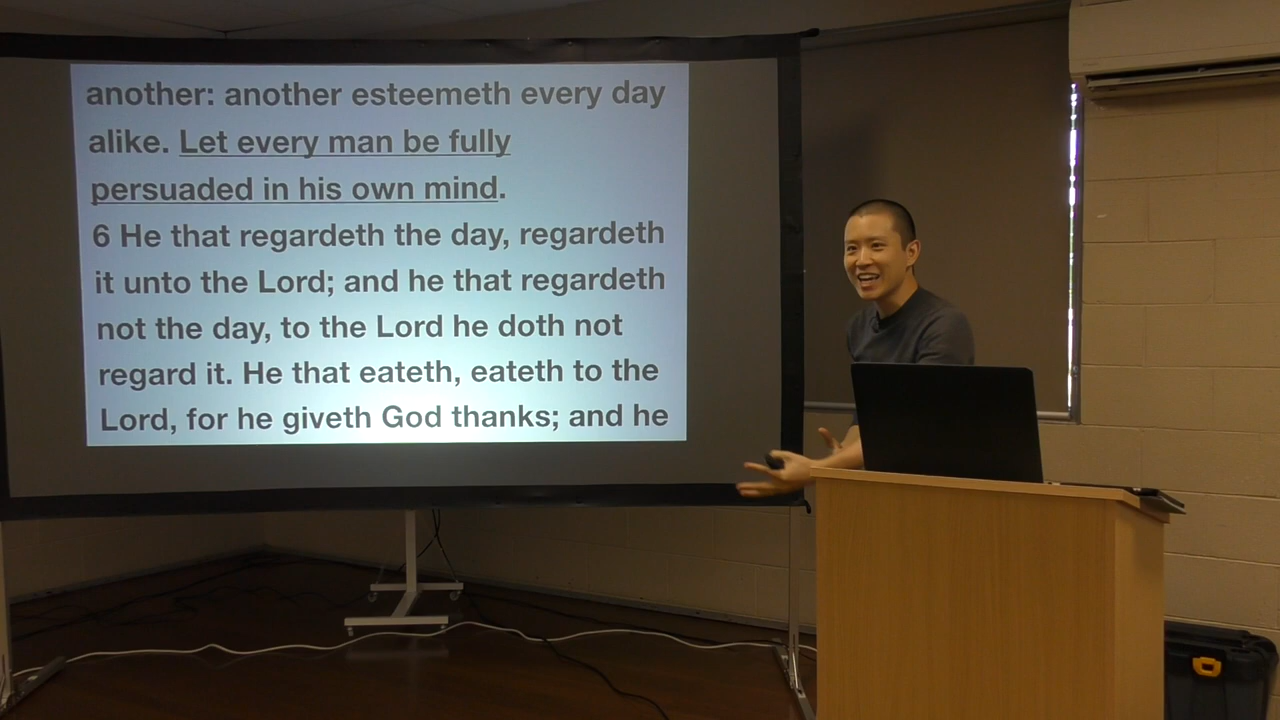 another: another esteemeth every day
alike. Let every man be fully
persuaded in his own mind.
6 He that regardeth the day, regardeth
it unto the Lord; and he that regardeth
not the day, to the Lord he doth not
regard it. He that eateth, eateth to the
Lord, for he giveth God thanks; and he